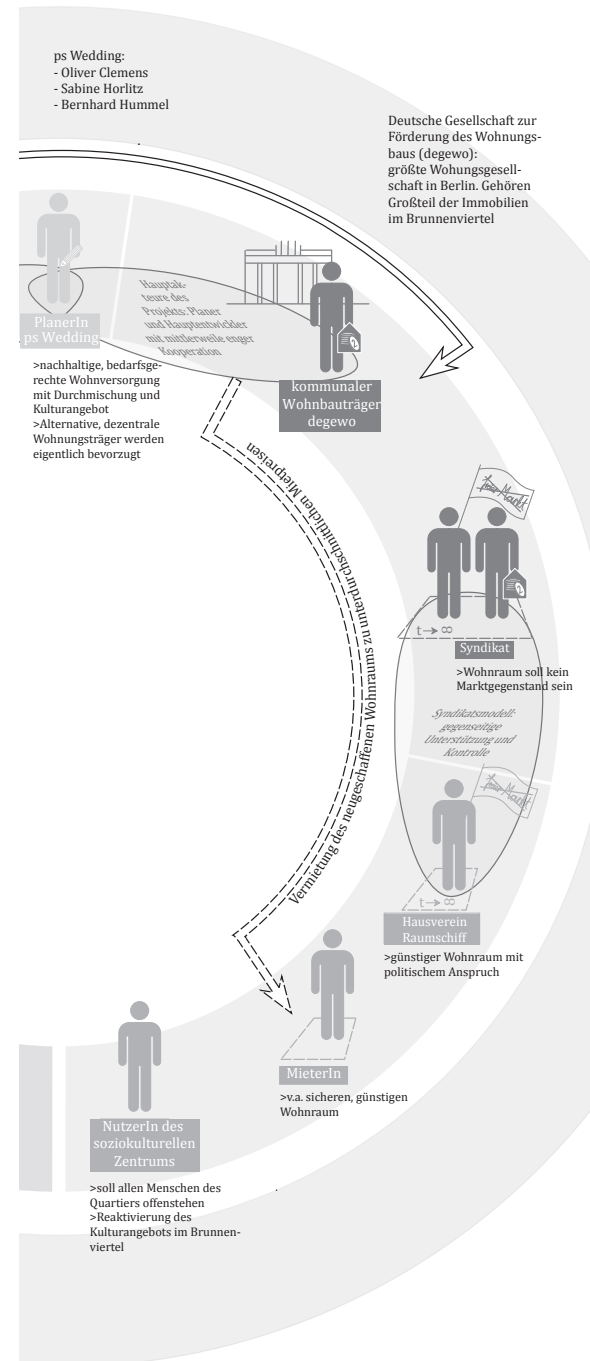 ps Wedding:
- Oliver Clemens
- Sabine Horlitz
- Bernhard Hummel
Deutsche Gesellschaft zur
Förderung des Wohnungs-
baus (degewo):
größte Wohungsgesell-
schaft in Berlin. Gehören
Großteil der Immobilien
im Brunnenviertel
Hauptak-
teure des
Projekts: Planer
und Hauptentwickler
mit mittlerweile enger
Kooperation
PlanerIn
ps Wedding
>nachhaltige, bedarfsge-
rechte Wohnversorgung
mit Durchmischung und
Kulturangebot
>Alternative, dezentrale
Wohnungsträger werden
eigentlich bevorzugt
kommunaler
Wohnbauträger
degewo
Vermietung des neugeschaffenen Wohnraums zu unterdurchschnittlichen Mietpreisen
freier Markt
t→∞
Syndikat
>Wohnraum soll kein
Marktgegenstand sein
Syndikatsmodell:
gegenseitige
Unterstützung und
Kontrolle
freier Markt
t→∞
Hausverein
Raumschiff
>günstiger Wohnraum mit
politischem Anspruch
MieterIn
>v.a. sicheren, günstigen
Wohnraum
NutzerIn des
soziokulturellen
Zentrums
>soll allen Menschen des
Quartiers offenstehen
>Reaktivierung des
Kulturangebots im Brunnen-
viertel